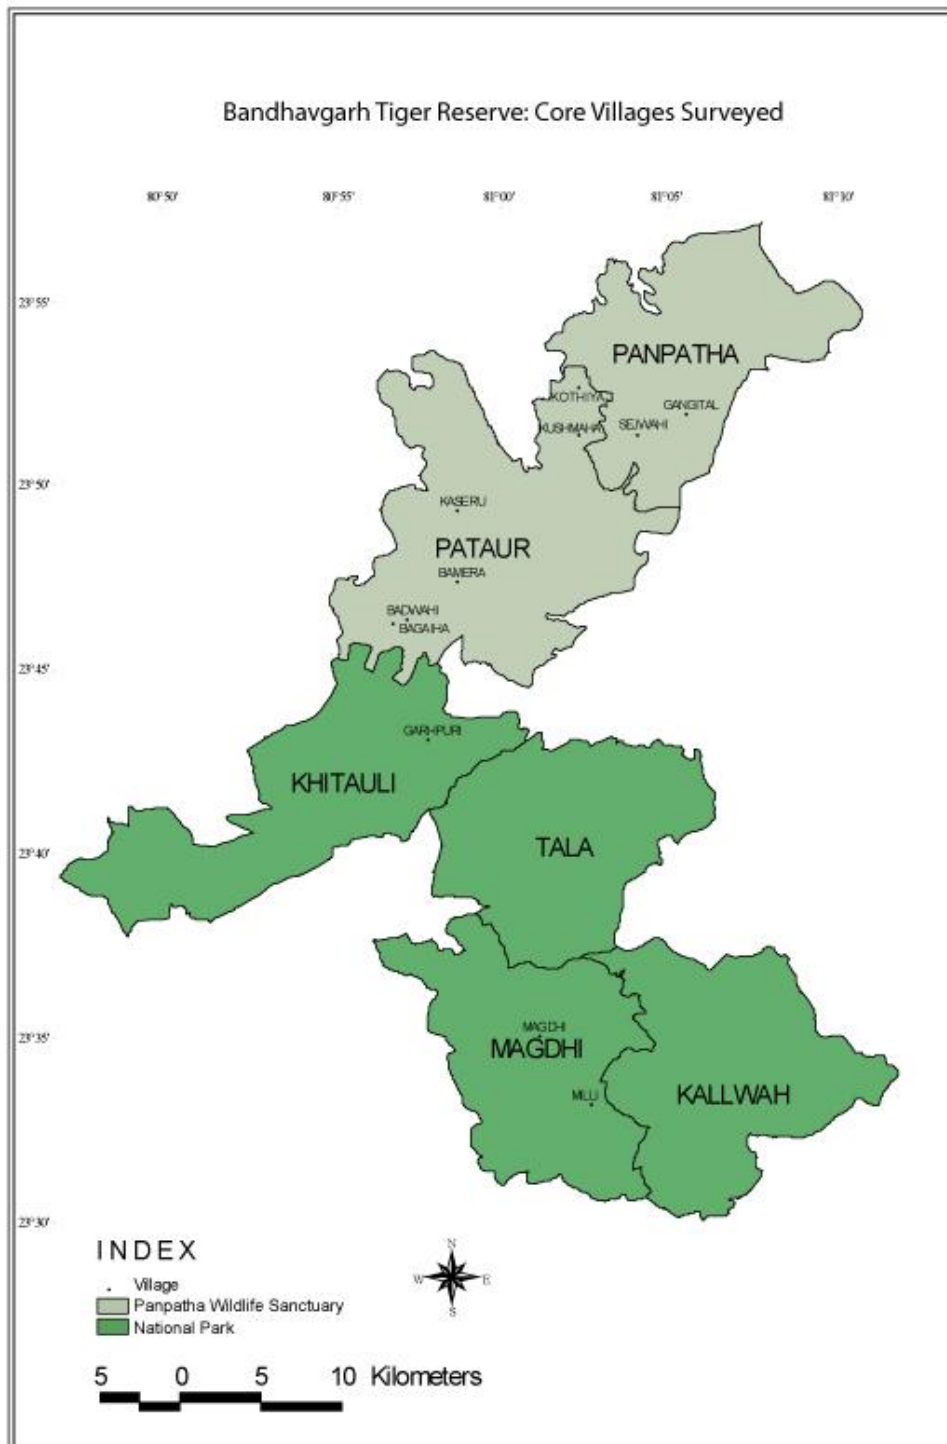 Bandhavgarh Tiger Reserve: Core Villages Surveyed
80°50' 80°55' 81°00' 81°05' 81°10'
23°55'
PANPATHA
KOTHIYA
GANGITAL
KUSHMAHA
SEJWAHI
23°50'
KASERU
PATAUR
BAMERA
BADWAHI
BAGAIHA
23°45'
GARHPURI
KHITAULI
TALA
23°40'
23°35'
MAGDHI
MAGDHI
MILLI
KALLWAH
23°30'
INDEX
Village
Panpatha Wildlife Sanctuary
National Park
N
W E
S
5 0 5 10 Kilometers